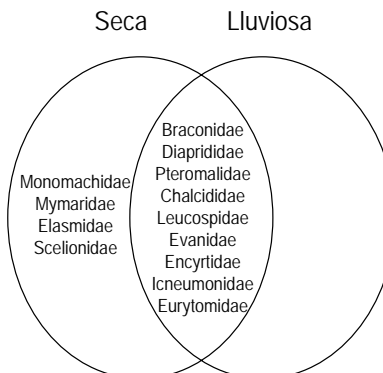 Seca Lluviosa
Monomachidae
Mymaridae
Elasmidae
Scelionidae
Braconidae
Diaprididae
Pteromalidae
Chalcididae
Leucospidae
Evanidae
Encyrtidae
Icneumonidae
Eurytomidae